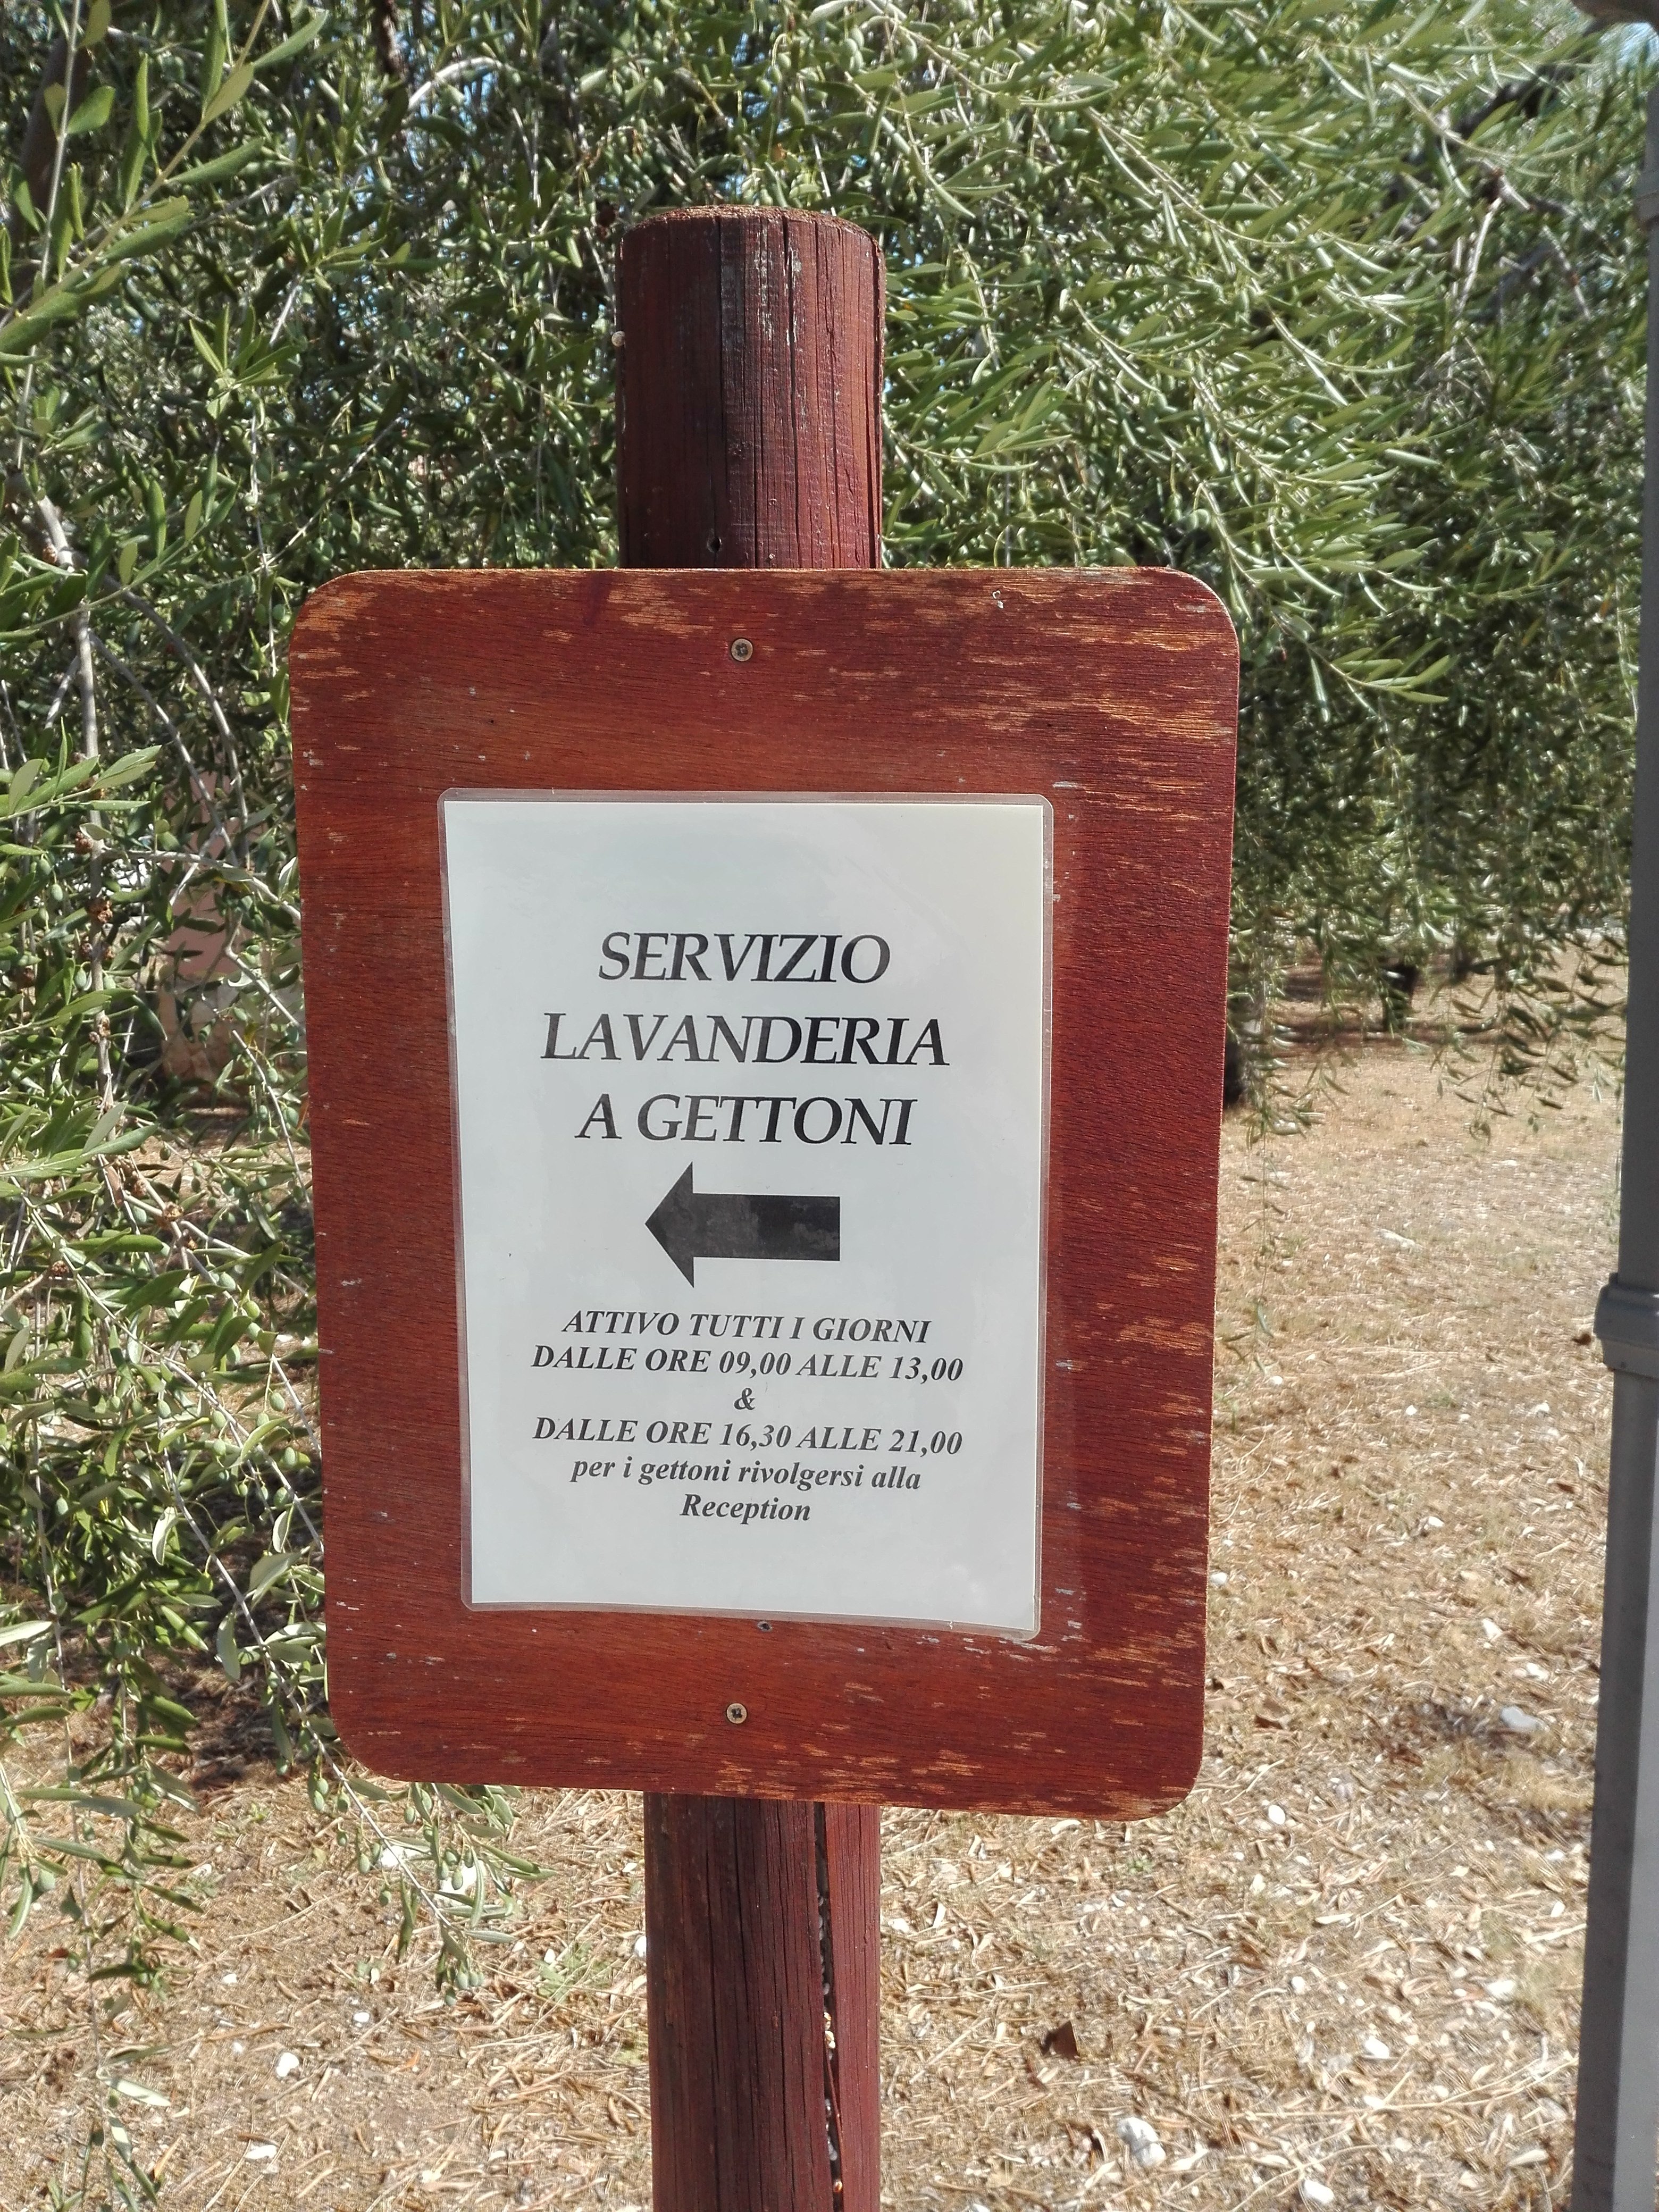 SERVIZIO
LAVANDERIA
A GETTONI
ATTIVO TUTTI I GIORNI
DALLE ORE 09,00 ALLE 13,00
&
DALLE ORE 16,30 ALLE 21,00
per i gettoni rivolgersi alla
Reception